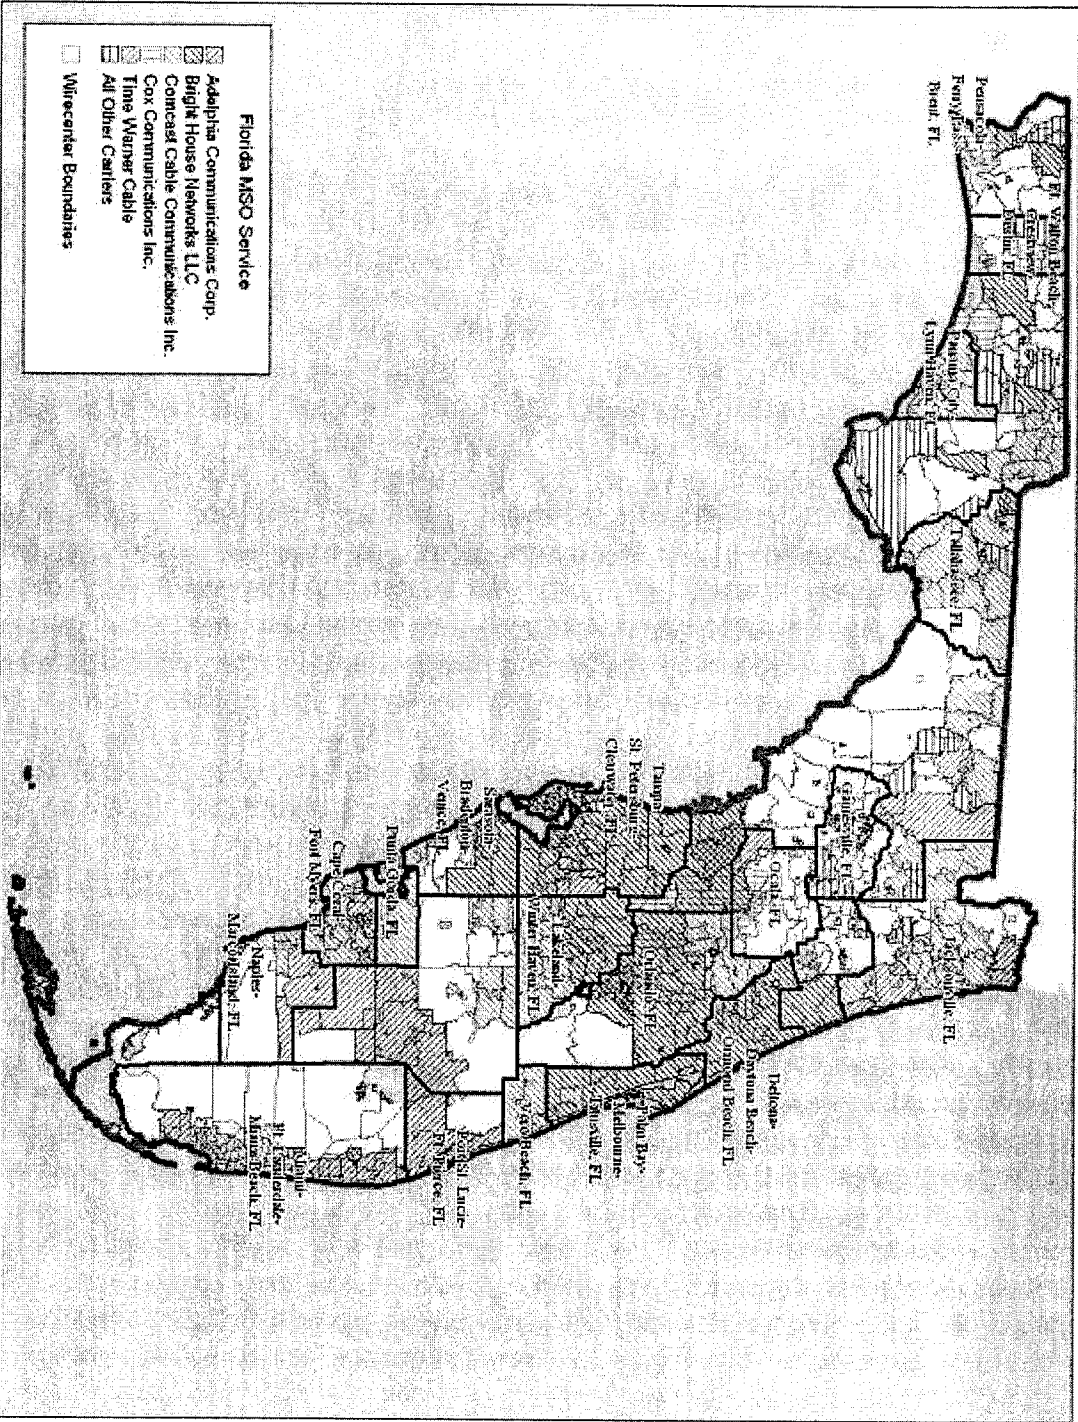 Pensacola-
Ferry Pass-
Brent, FL
Ft. Walton Beach-
Crestview-
Destin, FL
Panama City-
Lynn Haven, FL
Tallahassee, FL
Jacksonville, FL
Gainesville, FL
Ocala, FL
Deltona-
Daytona Beach-
Ormond Beach, FL
Orlando, FL
Tampa-
St. Petersburg-
Clearwater, FL
Lakeland-
Winter Haven, FL
Palm Bay-
Melbourne-
Titusville, FL
Vero Beach, FL
Sarasota-
Bradenton-
Venice, FL
Port St. Lucie-
Ft. Pierce, FL
Punta Gorda, FL
Cape Coral-
Fort Myers, FL
Naples-
Marco Island, FL
Miami-
Ft. Lauderdale-
Miami Beach, FL
Florida MSO Service
Adelphia Communications Corp.
Bright House Networks LLC
Comcast Cable Communications Inc.
Cox Communications Inc.
Time Warner Cable
All Other Carriers
Wirecenter Boundaries